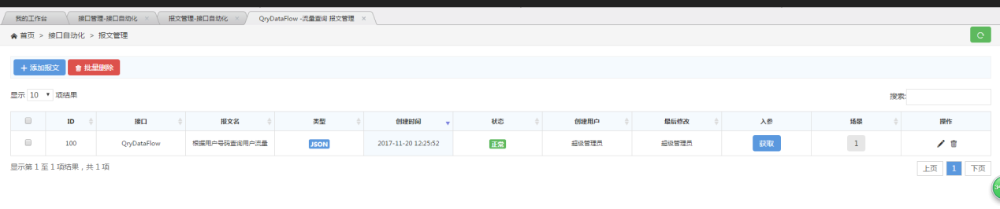 我的工作台 接口管理-接口自动化 × 报文管理-接口自动化 × QryDataFlow -流量查询 报文管理 ×
首页 > 接口自动化 > 报文管理
添加报文 批量删除
显示 10 项结果 搜索:
ID 接口 报文名 类型 创建时间 状态 创建用户 最后修改 入参 场景 操作
100 QryDataFlow 根据用户号码查询用户流量 JSON 2017-11-20 12:25:52 正常 超级管理员 超级管理员 获取 1
显示第 1 至 1 项结果，共 1 项 上页 1 下页